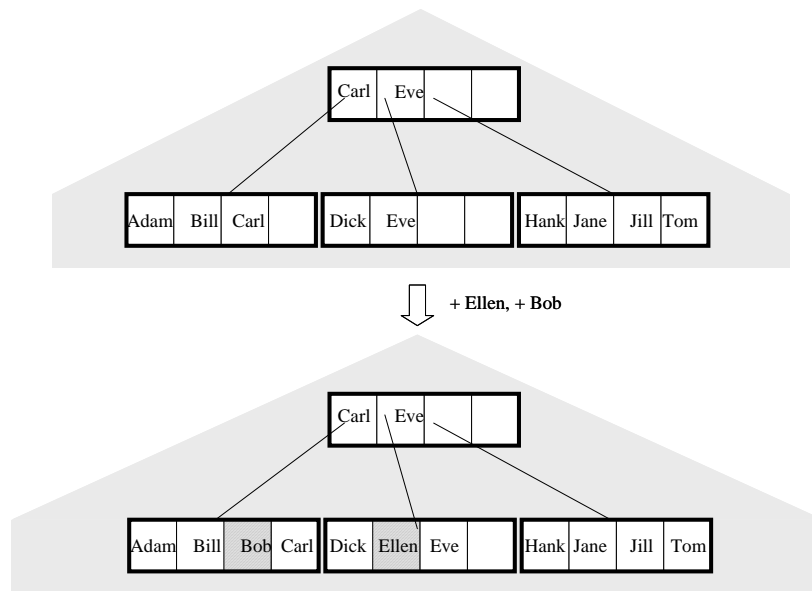 Carl Eve
Adam Bill Carl Dick Eve Hank Jane Jill Tom
+ Ellen, + Bob
Carl Eve
Adam Bill Bob Carl Dick Ellen Eve Hank Jane Jill Tom